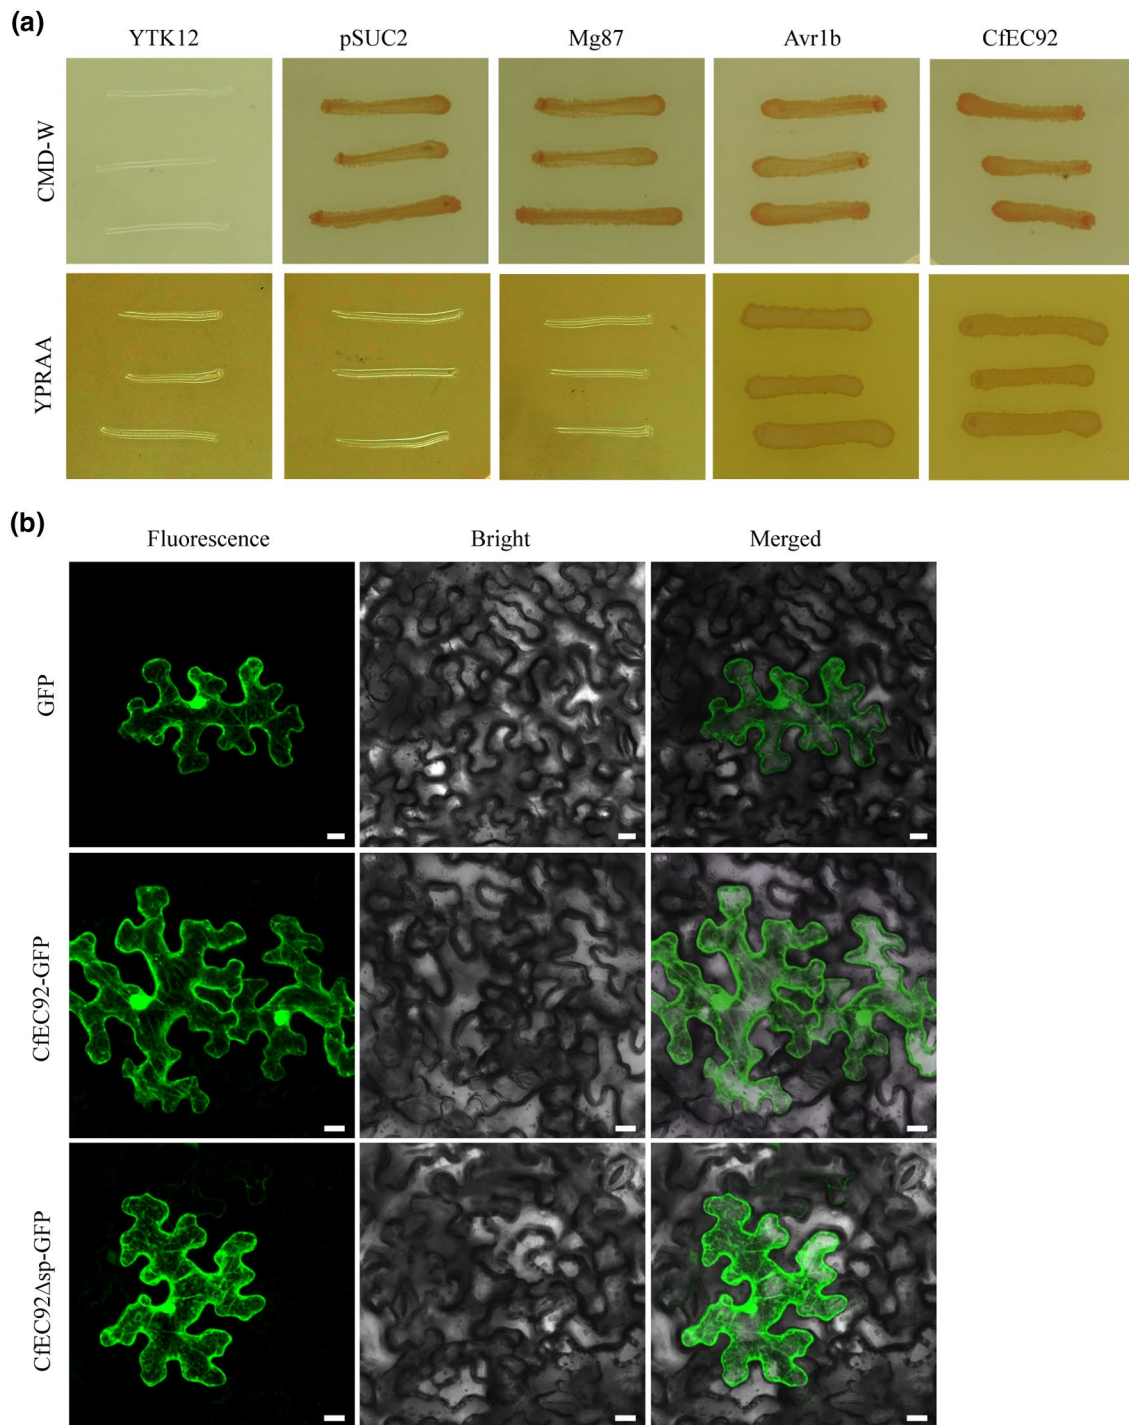 (a)
YTK12 pSUC2 Mg87 Avr1b CfEC92
CMD-W
YPRAA
(b)
Fluorescence Bright Merged
GFP
CfEC92-GFP
CfEC92Δsp-GFP